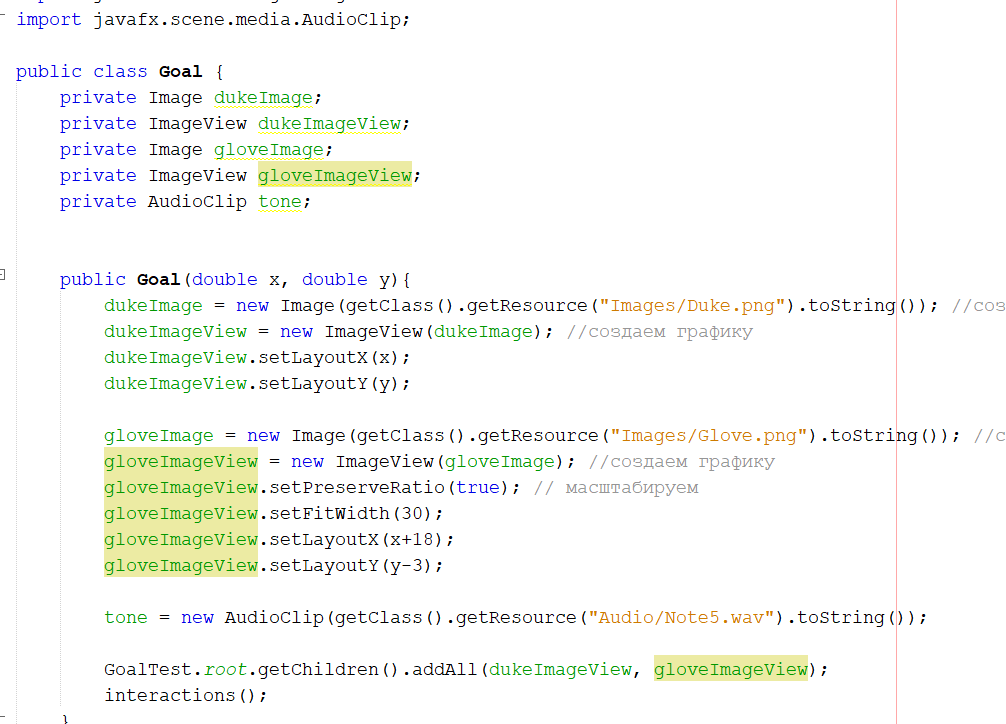 import javafx.scene.media.AudioClip;
public class Goal {
private Image dukeImage;
private ImageView dukeImageView;
private Image gloveImage;
private ImageView gloveImageView;
private AudioClip tone;
public Goal(double x, double y){
dukeImage = new Image(getClass().getResource("Images/Duke.png").toString()); //соз
dukeImageView = new ImageView(dukeImage); //создаем графику
dukeImageView.setLayoutX(x);
dukeImageView.setLayoutY(y);
gloveImage = new Image(getClass().getResource("Images/Glove.png").toString()); //с
gloveImageView = new ImageView(gloveImage); //создаем графику
gloveImageView.setPreserveRatio(true); // масштабируем
gloveImageView.setFitWidth(30);
gloveImageView.setLayoutX(x+18);
gloveImageView.setLayoutY(y-3);
tone = new AudioClip(getClass().getResource("Audio/Note5.wav").toString());
GoalTest.root.getChildren().addAll(dukeImageView, gloveImageView);
interactions();
}